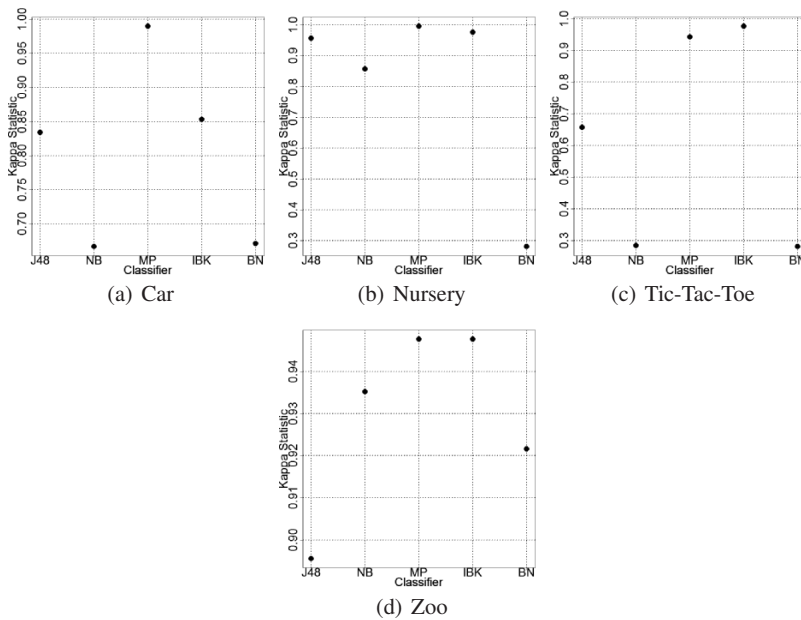 Kappa Statistic
1.00
0.95
0.90
0.85
0.80
0.75
0.70
J48 NB MP IBK BN
Classifier
(a) Car
Kappa Statistic
1.0
0.9
0.8
0.7
0.6
0.5
0.4
0.3
J48 NB MP IBK BN
Classifier
(b) Nursery
Kappa Statistic
1.0
0.9
0.8
0.7
0.6
0.5
0.4
0.3
J48 NB MP IBK BN
Classifier
(c) Tic-Tac-Toe
Kappa Statistic
0.94
0.93
0.92
0.91
0.90
J48 NB MP IBK BN
Classifier
(d) Zoo